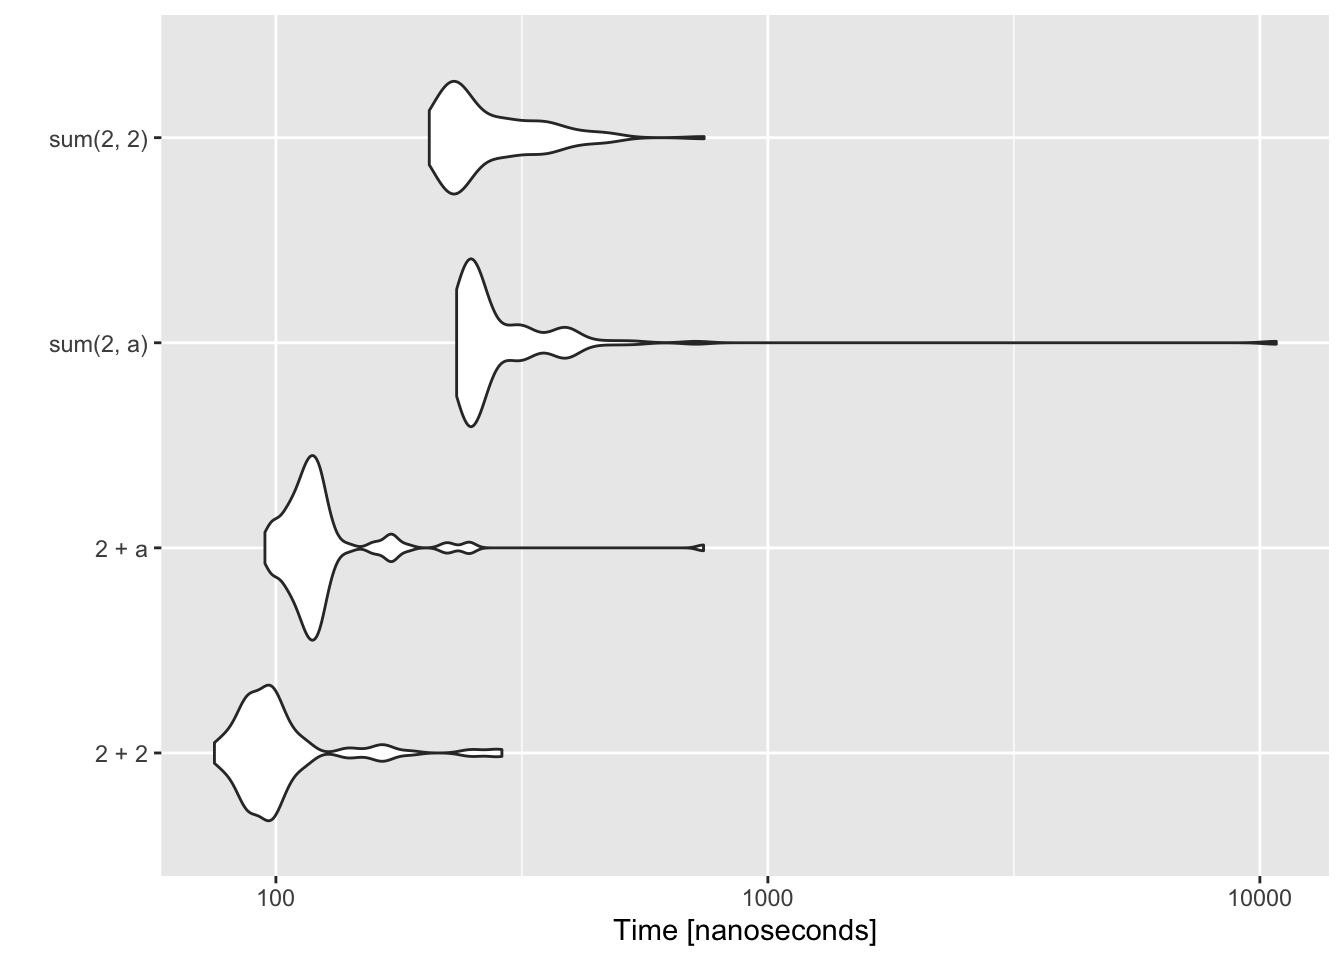 sum(2, 2)
sum(2, a)
2 + a
2 + 2
100 1000 10000
Time [nanoseconds]